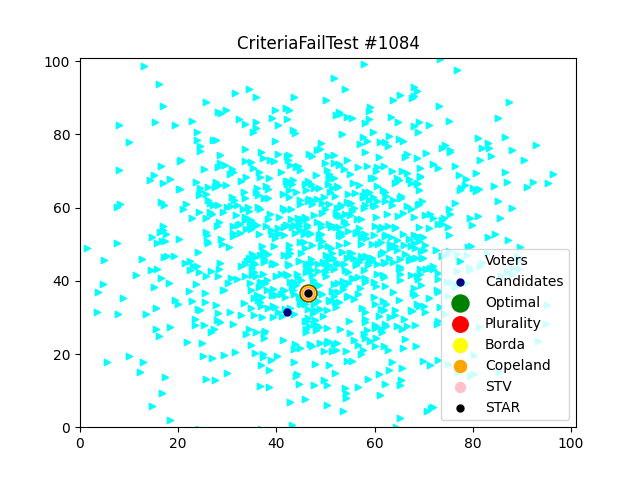 CriteriaFailTest #1084
100
80
60
40
20
0
0 20 40 60 80 100
Voters
Candidates
Optimal
Plurality
Borda
Copeland
STV
STAR